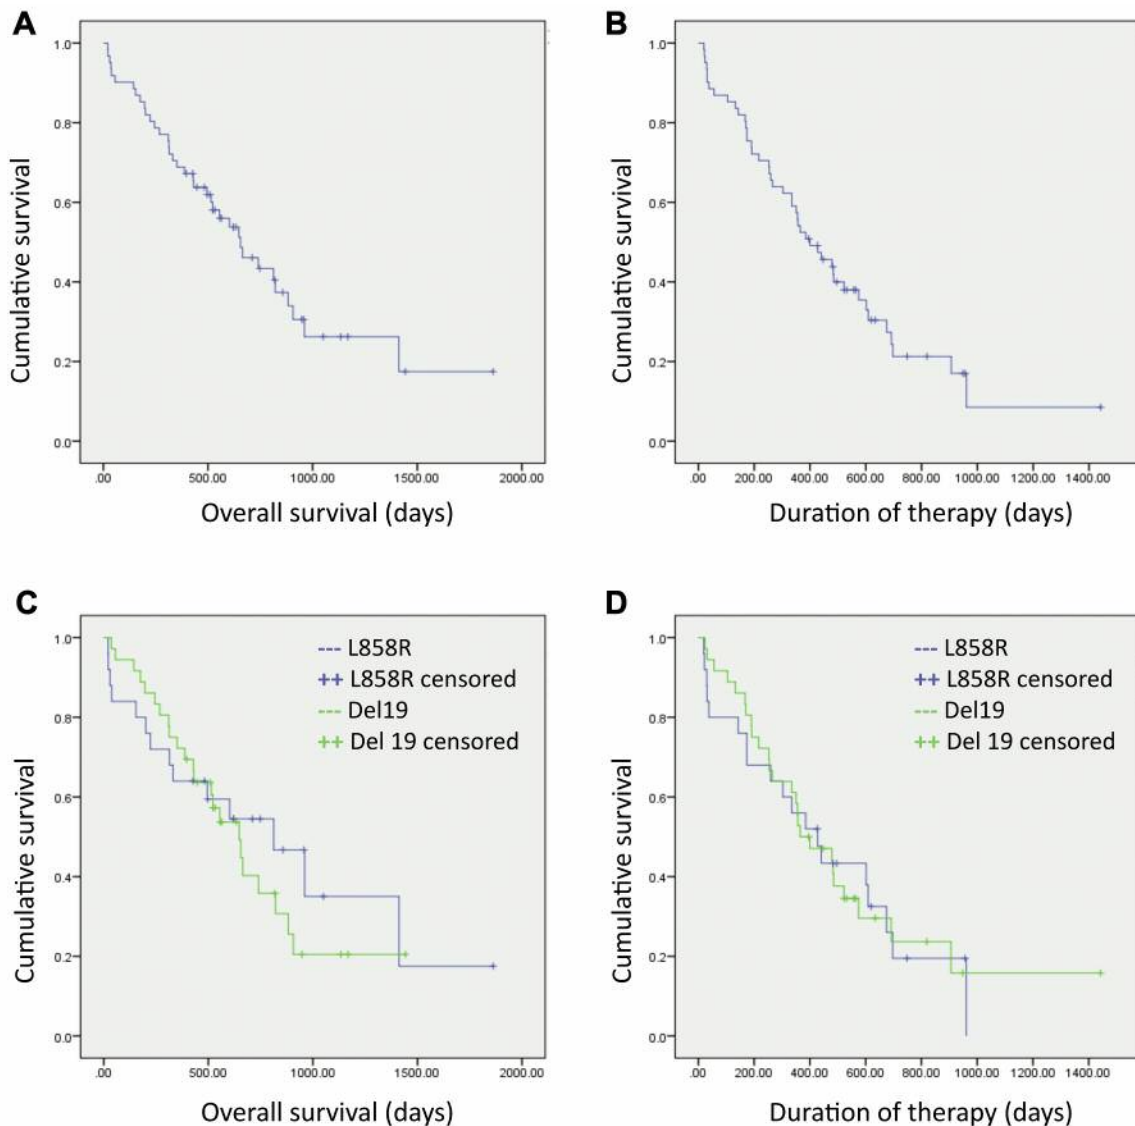 A
Cumulative survival
1.0
0.8
0.6
0.4
0.2
0.0
.00 500.00 1000.00 1500.00 2000.00
Overall survival (days)
B
Cumulative survival
1.0
0.8
0.6
0.4
0.2
0.0
.00 200.00 400.00 600.00 800.00 1000.00 1200.00 1400.00
Duration of therapy (days)
C
Cumulative survival
1.0
0.8
0.6
0.4
0.2
0.0
L858R
L858R censored
Del19
Del 19 censored
.00 500.00 1000.00 1500.00 2000.00
Overall survival (days)
D
Cumulative survival
1.0
0.8
0.6
0.4
0.2
0.0
L858R
L858R censored
Del19
Del 19 censored
.00 200.00 400.00 600.00 800.00 1000.00 1200.00 1400.00
Duration of therapy (days)